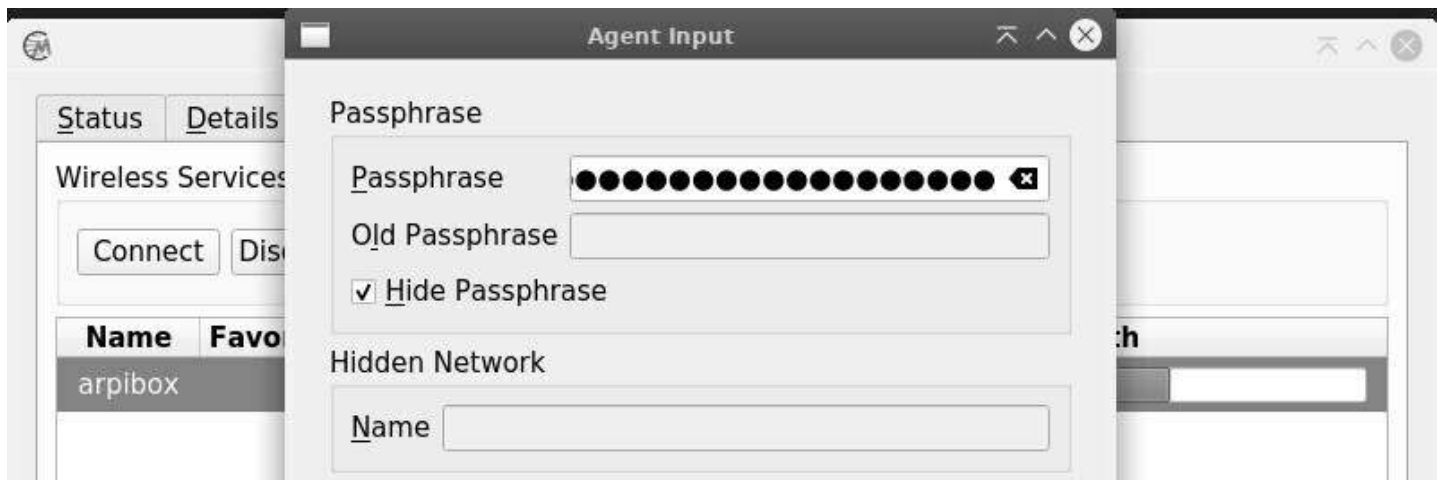 Agent Input
Status Details
Passphrase
Wireless Services
Passphrase
Old Passphrase
Connect
Hide Passphrase
Name
Hidden Network
arpibox
Name